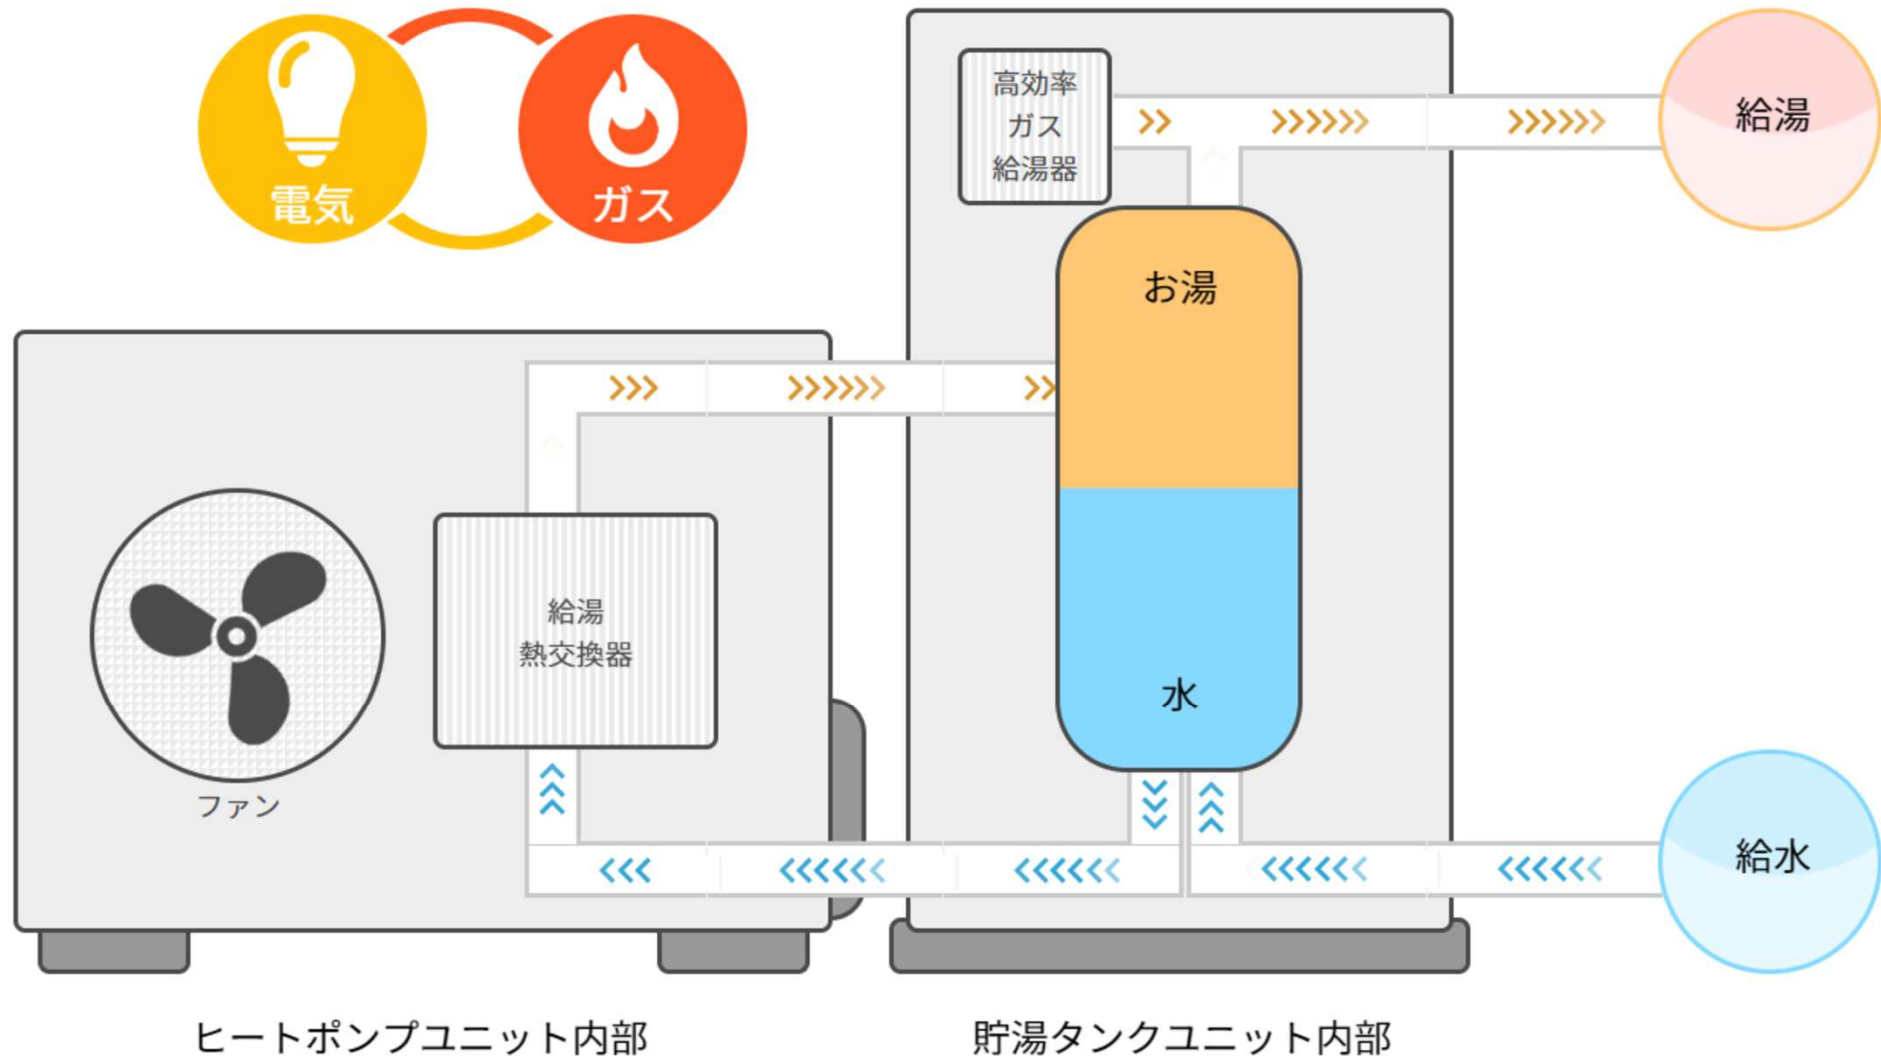 電気
ガス
高効率
ガス
給湯器
給湯
お湯
給湯
熱交換器
水
ファン
給水
ヒートポンプユニット内部
貯湯タンクユニット内部